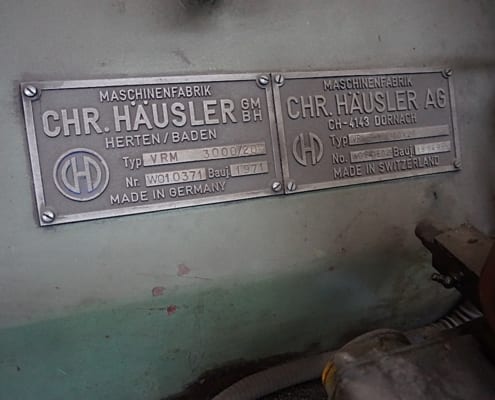 MASCHINENFABRIK
CHR. HÄUSLER GMBH
HERTEN/BADEN
Typ VRM 3000/20
Nr. W010371 Bauj. 1971
MADE IN GERMANY
MASCHINENFABRIK
CHR. HÄUSLER AG
CH-4143 DORNACH
Typ
No. Bauj.
MADE IN SWITZERLAND